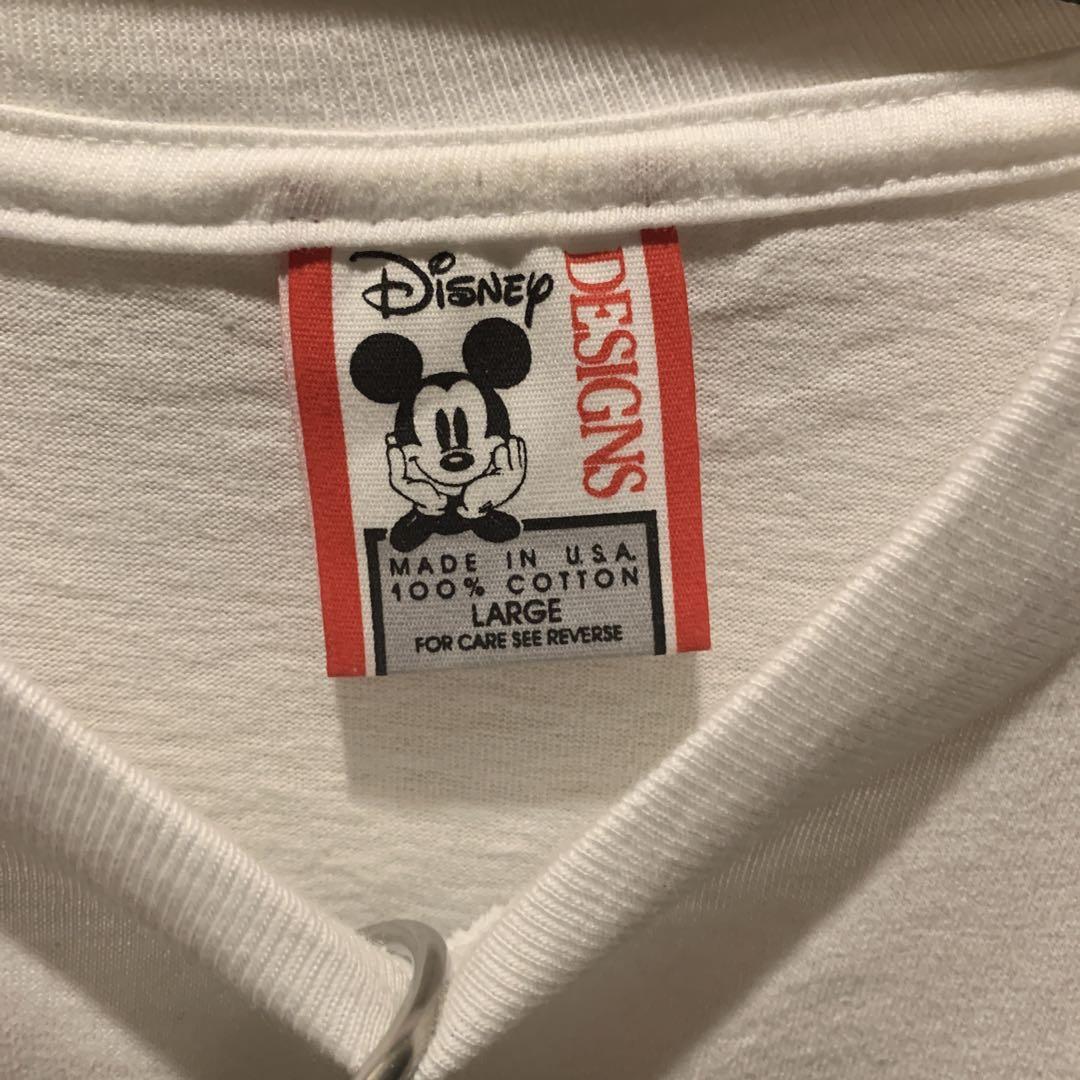 Disney
DESIGNS
MADE IN U.S.A.
100% COTTON
LARGE
FOR CARE SEE REVERSE